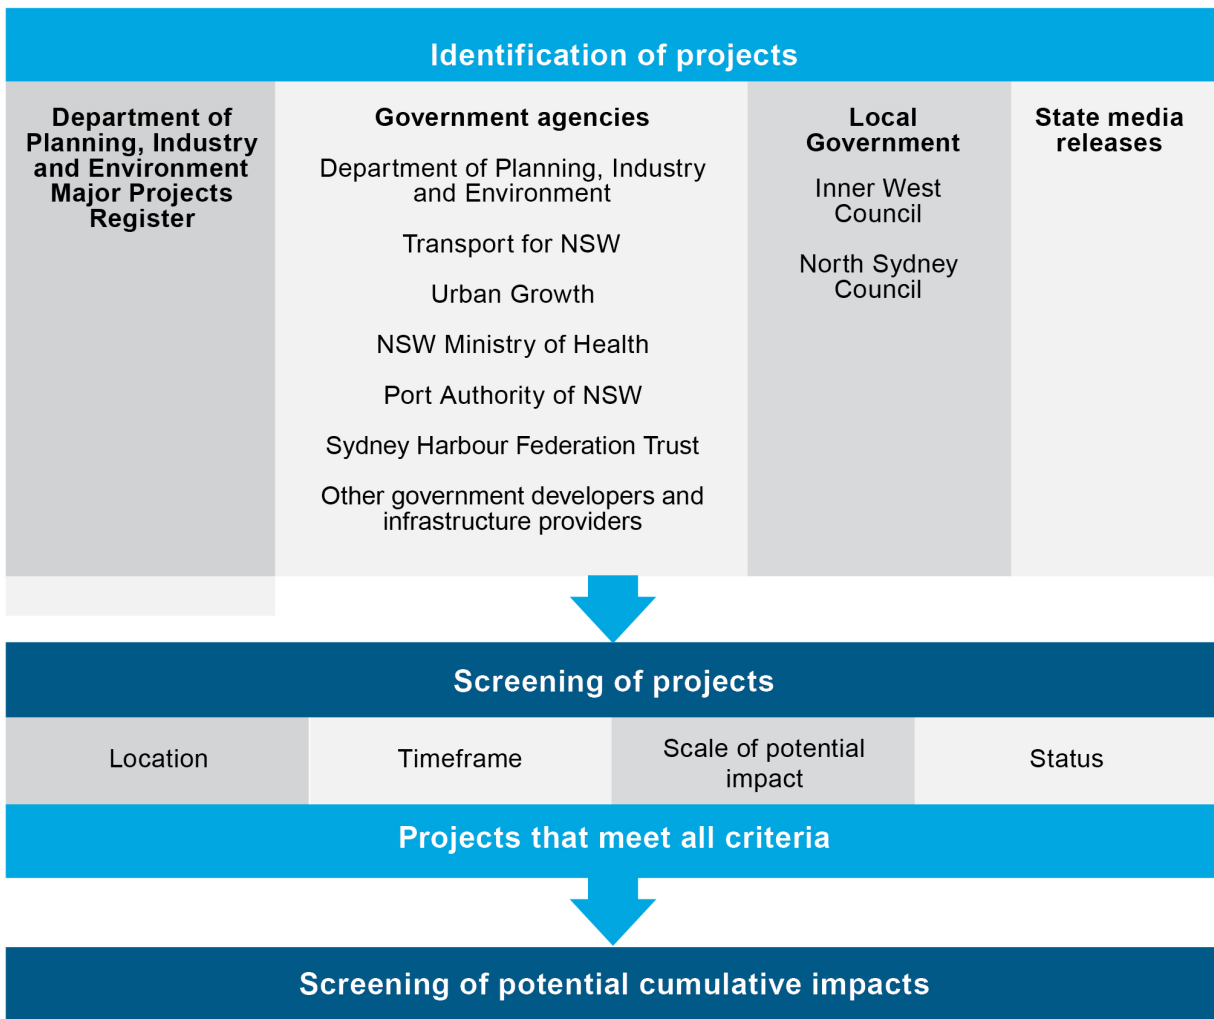 Identification of projects
Department of
Planning, Industry
and Environment
Major Projects
Register
Government agencies
Department of Planning, Industry
and Environment
Transport for NSW
Urban Growth
NSW Ministry of Health
Port Authority of NSW
Sydney Harbour Federation Trust
Other government developers and
infrastructure providers
Local
Government
Inner West
Council
North Sydney
Council
State media
releases
Screening of projects
Location
Timeframe
Scale of potential
impact
Status
Projects that meet all criteria
Screening of potential cumulative impacts